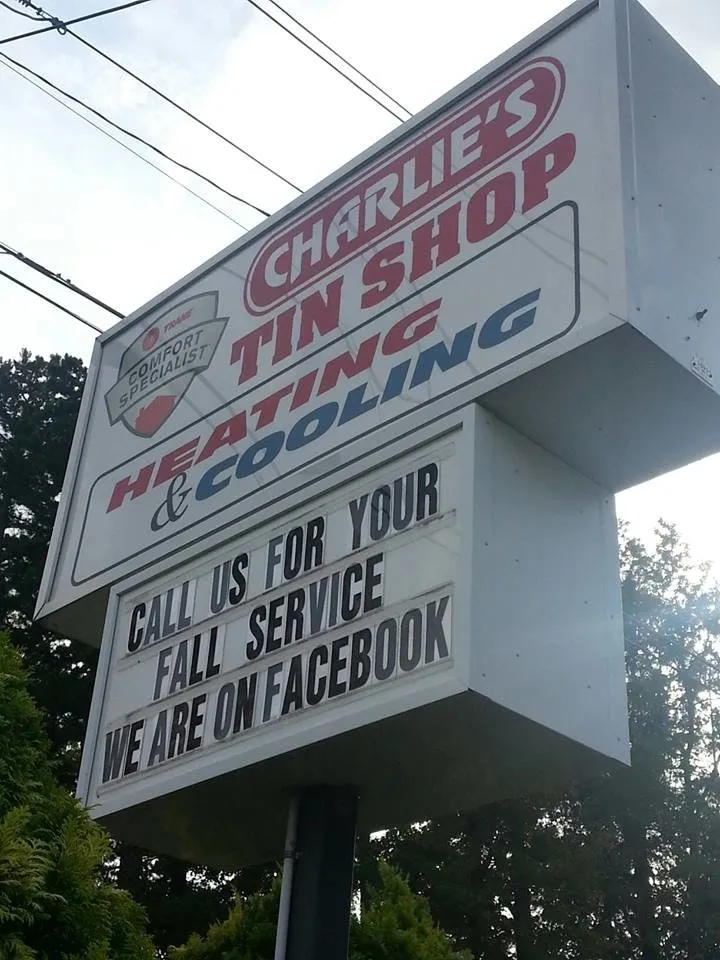 CHARLIE'S
TIN SHOP
TRANE
COMFORT
SPECIALIST
HEATING
& COOLING
CALL US FOR YOUR
FALL SERVICE
WE ARE ON FACEBOOK